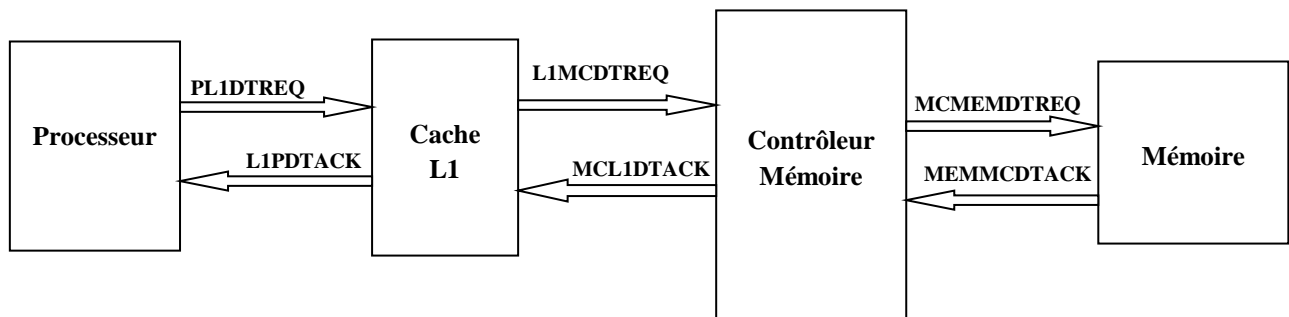 PL1DTREQ
L1MCDTREQ
MCMEMDTREQ
Processeur
Cache
L1
Contrôleur
Mémoire
Mémoire
L1PDTACK
MCL1DTACK
MEMMCDTACK